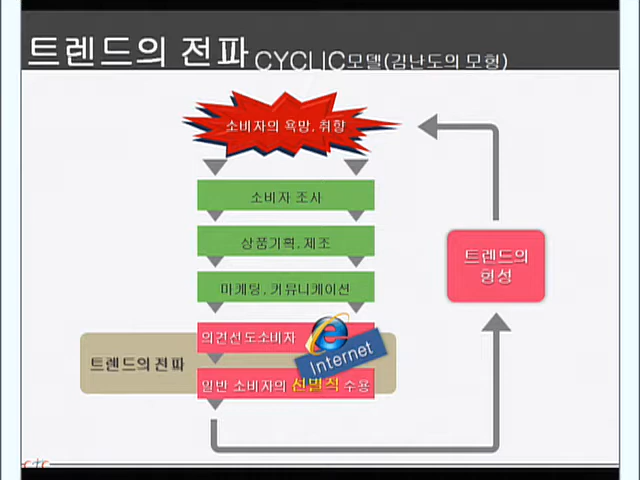 트렌드의 전파 CYCLIC모델(김난도의 모형)
소비자의 욕망. 취향
소비자 조사
상품기획. 제조
마케팅. 커뮤니케이션
의견선도소비자
Internet
트렌드의 전파
일반 소비자의 선별적 수용
트렌드의
형성